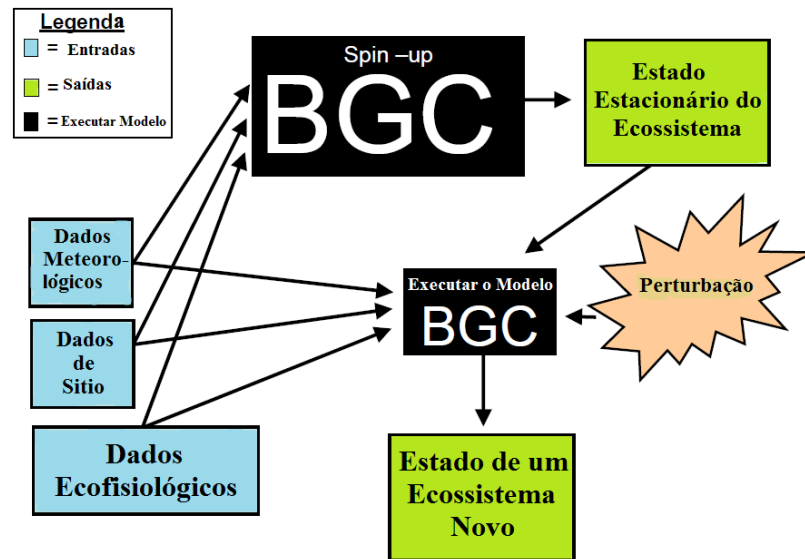 Legenda
= Entradas
= Saídas
= Executar Modelo
Spin –up
BGC
Estado
Estacionário do
Ecossistema
Dados
Meteoro-
lógicos
Executar o Modelo
BGC
Perturbação
Dados
de
Sitio
Dados
Ecofisiológicos
Estado de um
Ecossistema
Novo